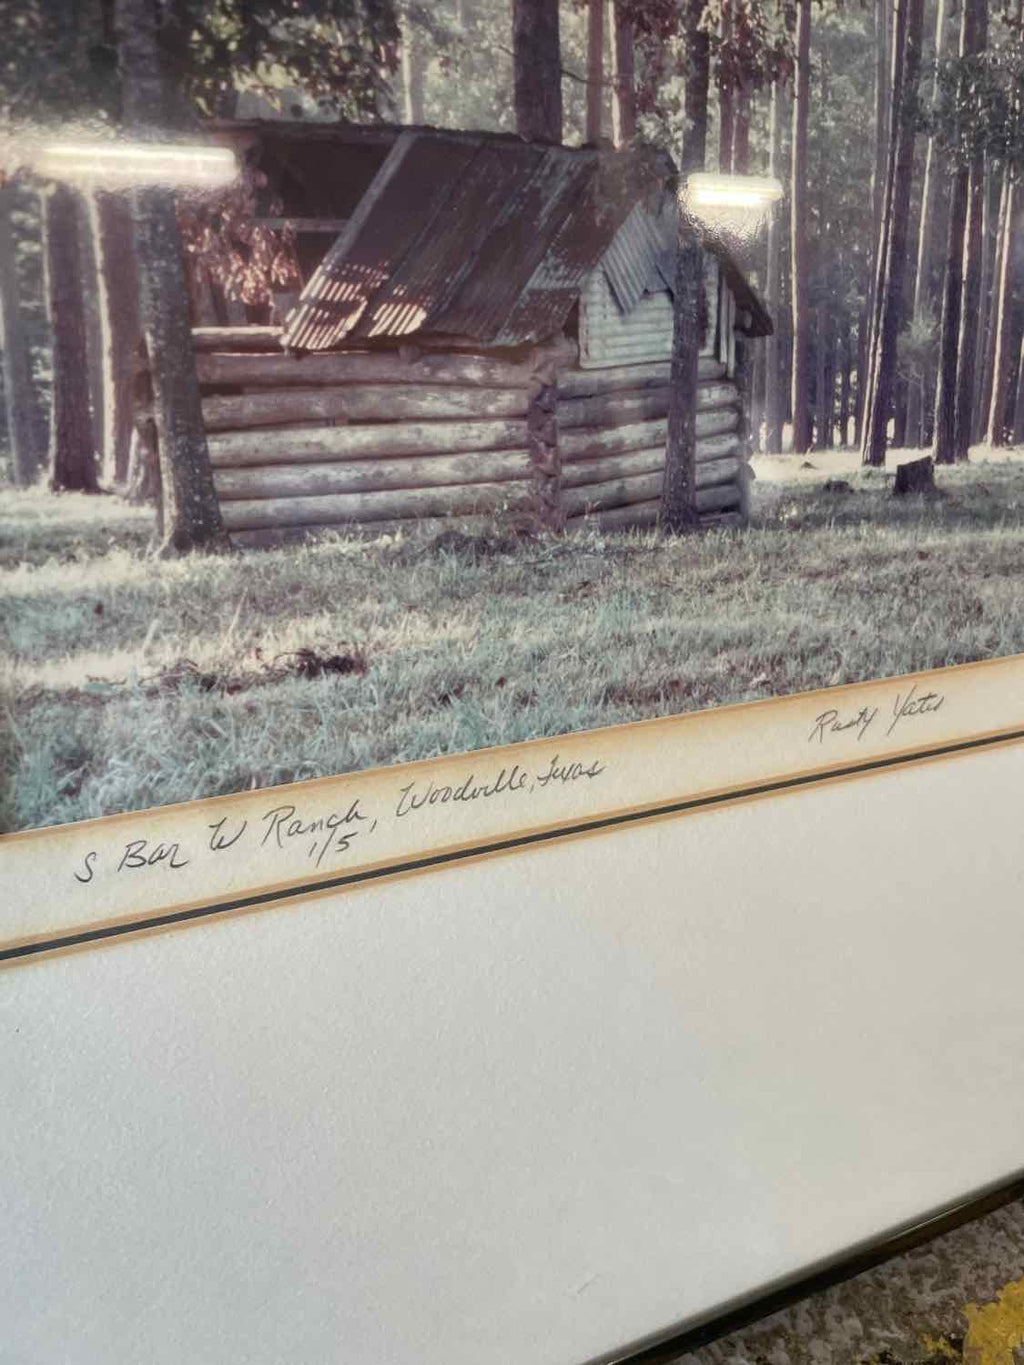 S Bar W Ranch, Woodville, Texas
1/5
Rusty Yates